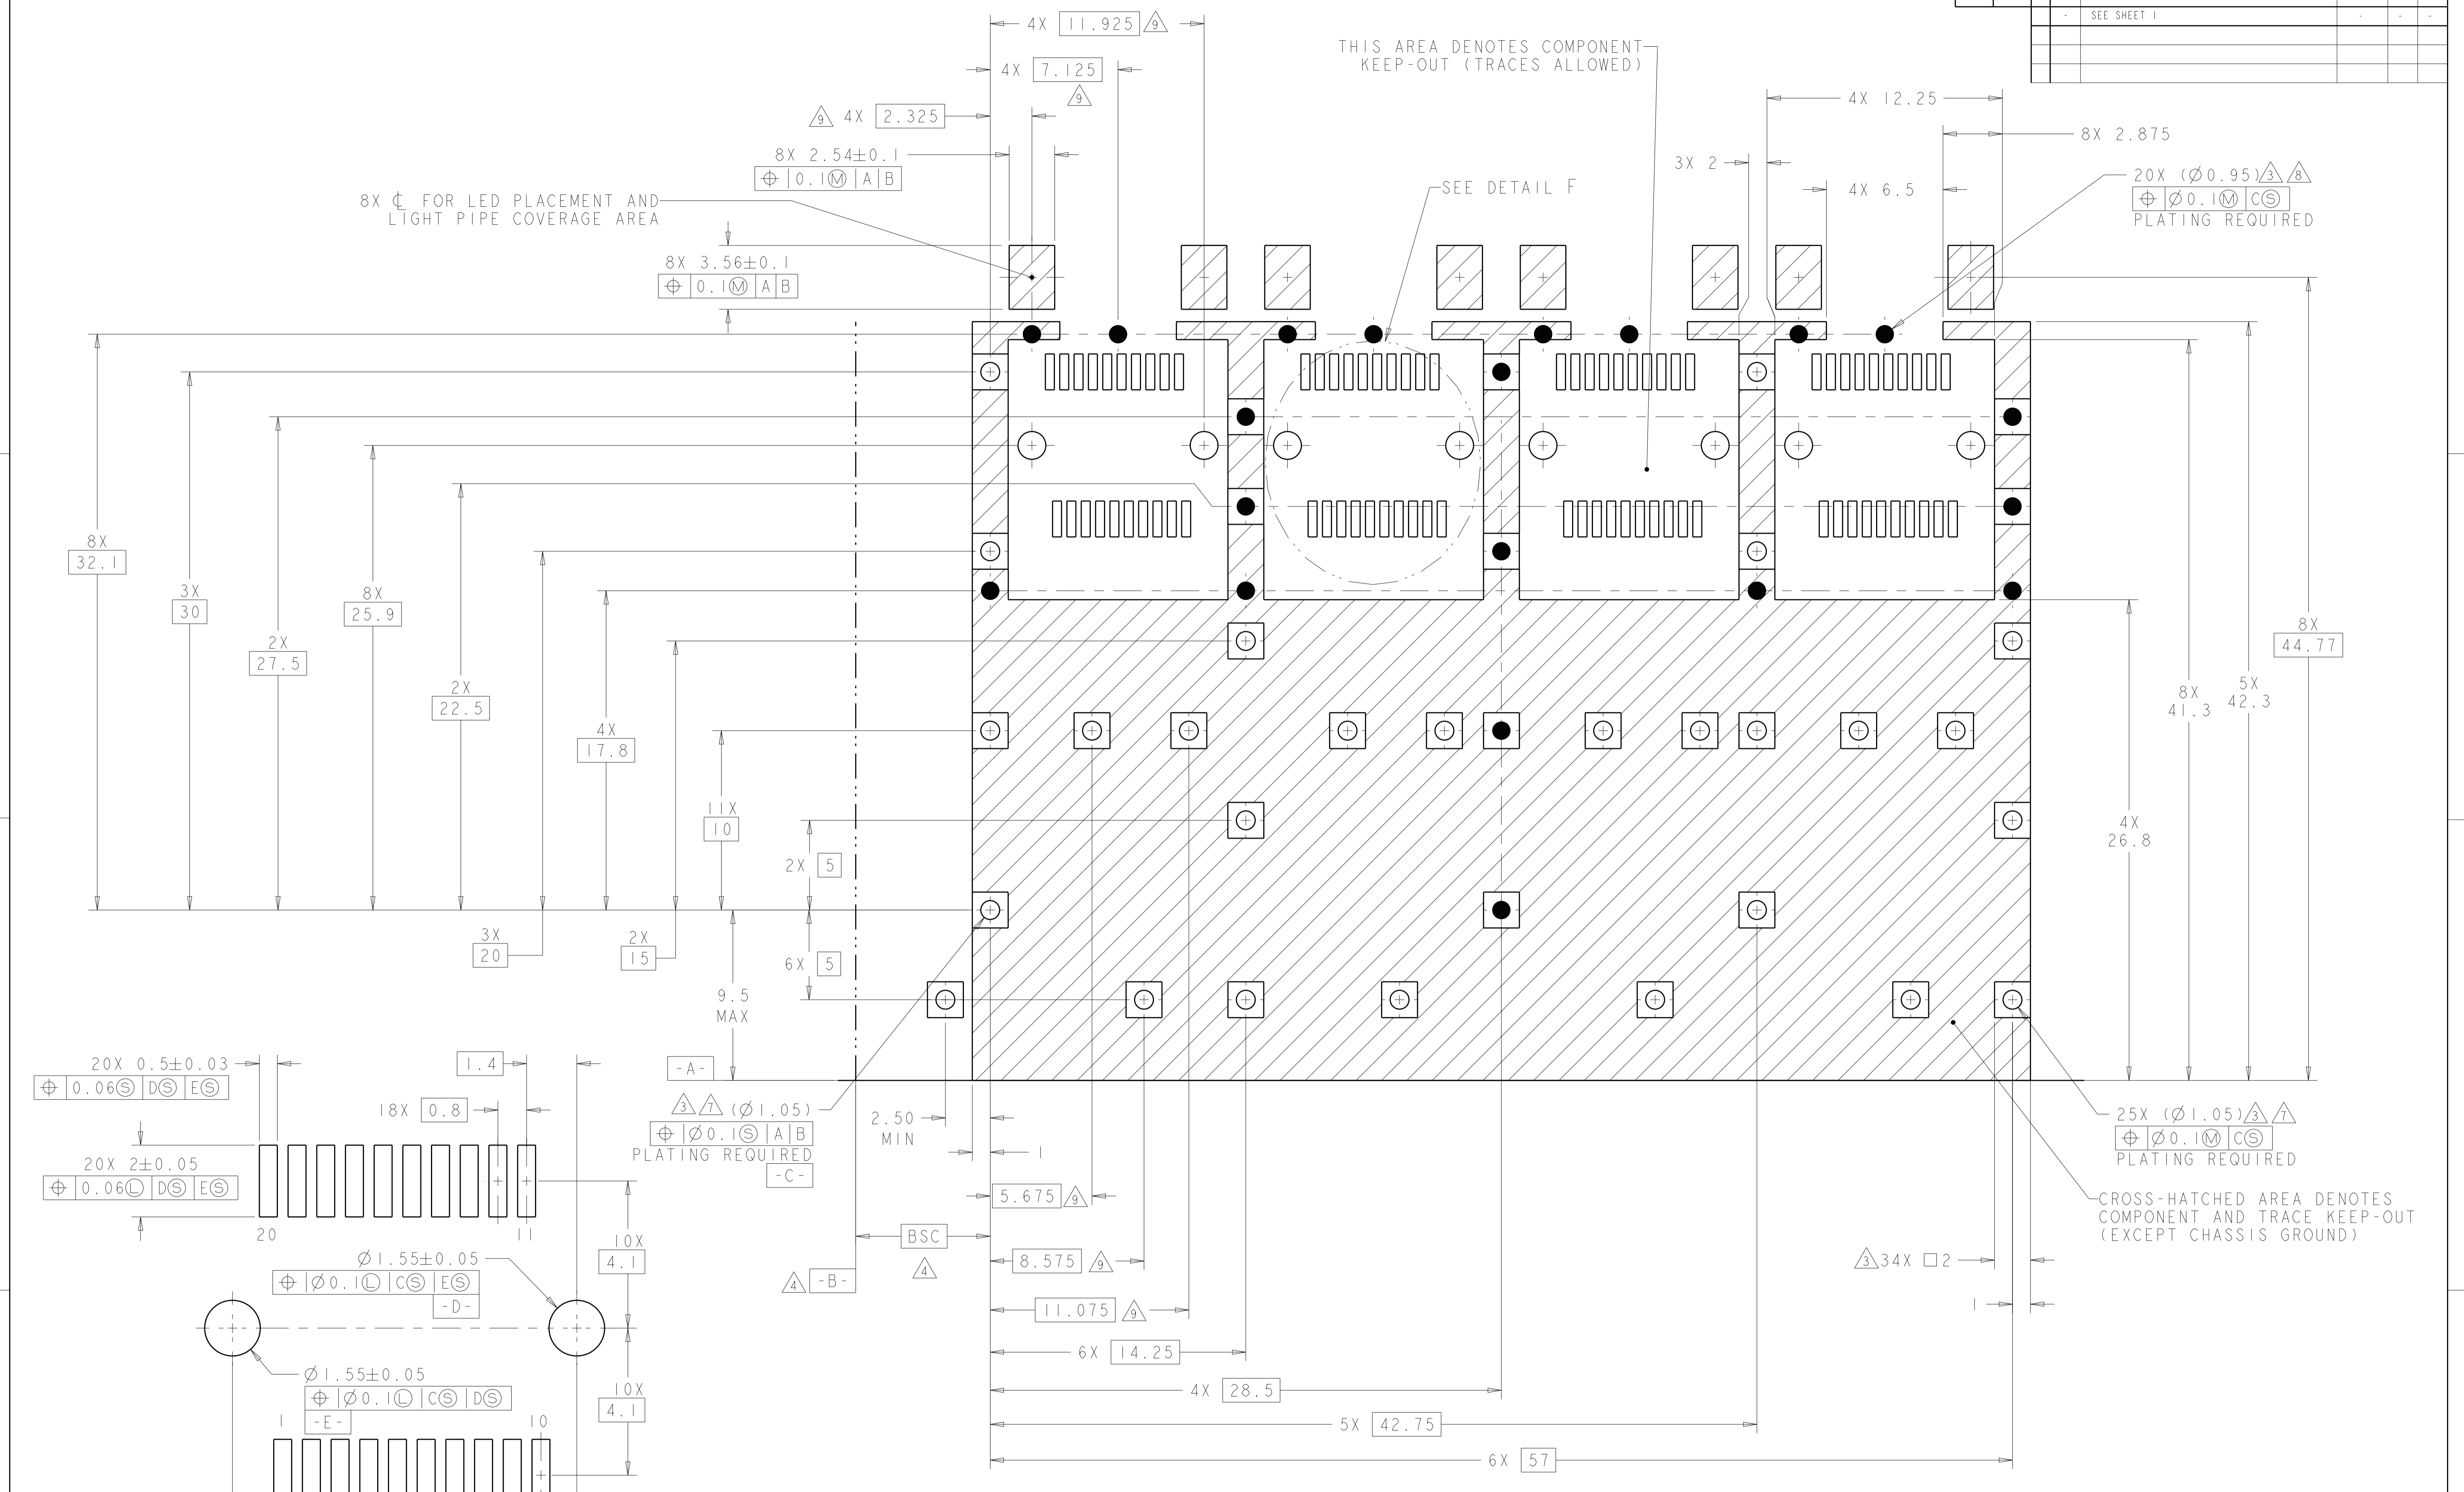 - SEE SHEET 1 - - -
4X 11.925 9
4X 7.125
9
9 4X 2.325
8X 2.54±0.1
⌖ 0.1Ⓜ A B
8X ℄ FOR LED PLACEMENT AND
LIGHT PIPE COVERAGE AREA
8X 3.56±0.1
⌖ 0.1Ⓜ A B
THIS AREA DENOTES COMPONENT
KEEP-OUT (TRACES ALLOWED)
SEE DETAIL F
4X 12.25
8X 2.875
3X 2
4X 6.5
20X (Ø0.95) 3 8
⌖ Ø0.1Ⓜ CⓈ
PLATING REQUIRED
8X
32.1
3X
30
2X
27.5
8X
25.9
2X
22.5
3X
20
4X
17.8
2X
15
11X
10
2X 5
6X 5
9.5
MAX
8X
44.77
5X
42.3
8X
41.3
4X
26.8
-A-
3 7 (Ø1.05)
⌖ Ø0.1Ⓢ A B
PLATING REQUIRED
-C-
2.50
MIN
1
5.675 9
BSC
4
4 -B-
8.575 9
11.075 9
6X 14.25
4X 28.5
5X 42.75
6X 57
25X (Ø1.05) 3 7
⌖ Ø0.1Ⓜ CⓈ
PLATING REQUIRED
CROSS-HATCHED AREA DENOTES
COMPONENT AND TRACE KEEP-OUT
(EXCEPT CHASSIS GROUND)
3 34X □2
1
20X 0.5±0.03
⌖ 0.06Ⓢ DⓈ EⓈ
1.4
18X 0.8
20X 2±0.05
⌖ 0.06Ⓛ DⓈ EⓈ
20 11
10X
4.1
Ø1.55±0.05
⌖ Ø0.1Ⓛ CⓈ EⓈ
-D-
Ø1.55±0.05
⌖ Ø0.1Ⓛ CⓈ DⓈ
-E-
10X
4.1
1 10